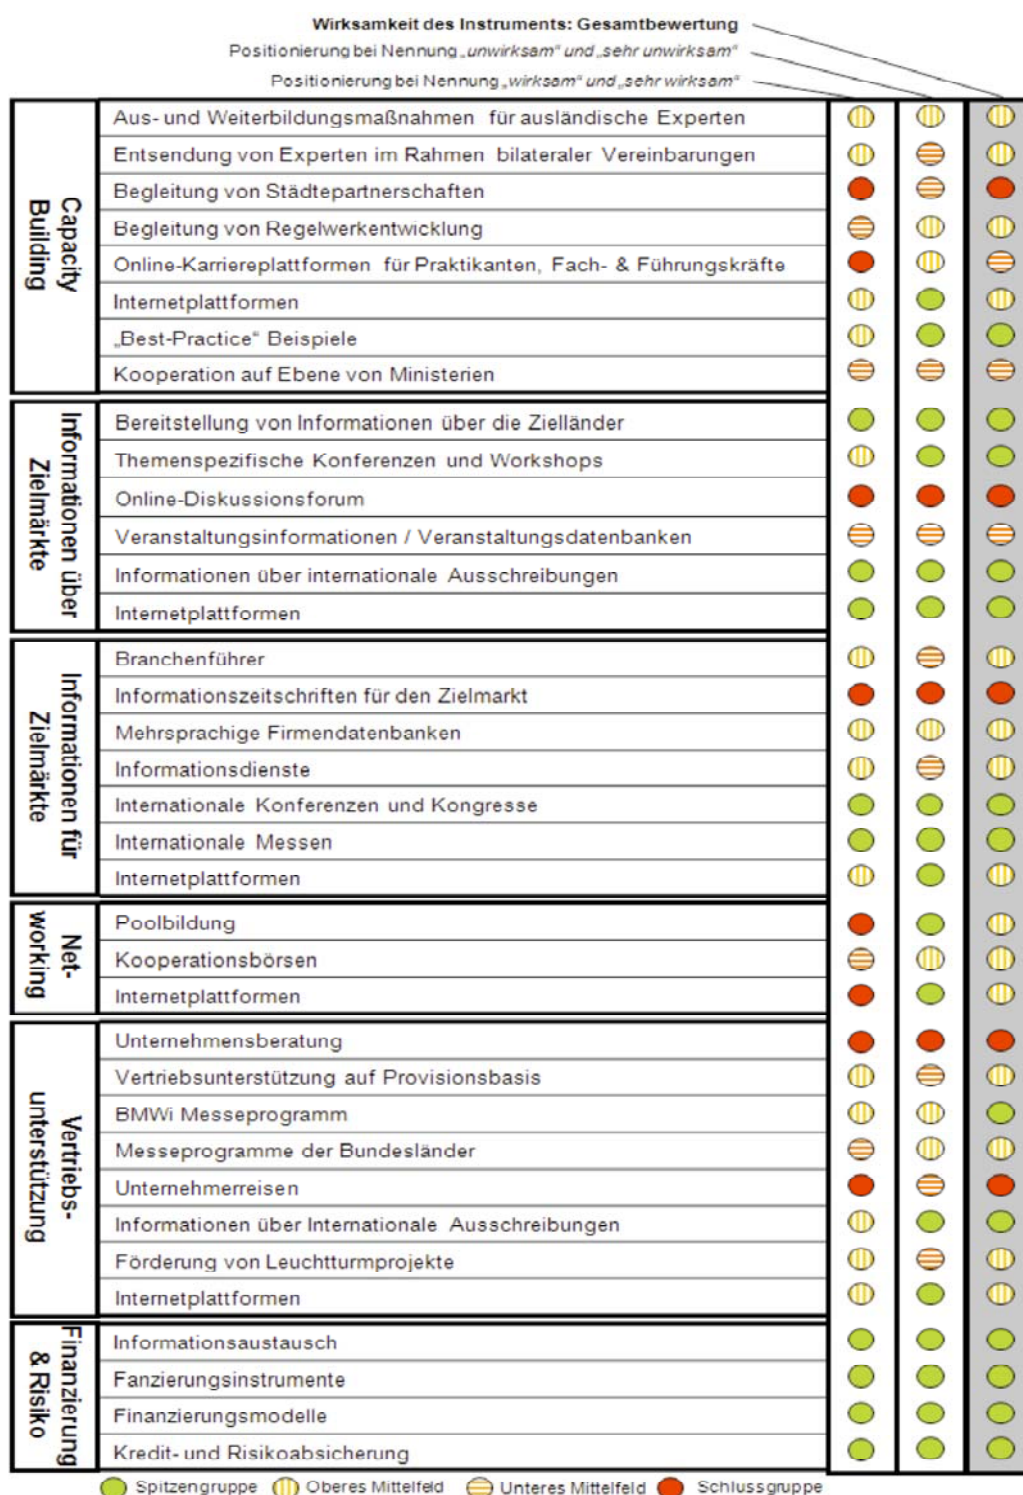 Wirksamkeit des Instruments: Gesamtbewertung
Positionierung bei Nennung „unwirksam“ und „sehr unwirksam“
Positionierung bei Nennung „wirksam“ und „sehr wirksam“
Capacity
Building
Aus- und Weiterbildungsmaßnahmen für ausländische Experten
Entsendung von Experten im Rahmen bilateraler Vereinbarungen
Begleitung von Städtepartnerschaften
Begleitung von Regelwerkentwicklung
Online-Karriereplattformen für Praktikanten, Fach- & Führungskräfte
Internetplattformen
„Best-Practice“ Beispiele
Kooperation auf Ebene von Ministerien
Informationen über
Zielmärkte
Bereitstellung von Informationen über die Zielländer
Themenspezifische Konferenzen und Workshops
Online-Diskussionsforum
Veranstaltungsinformationen / Veranstaltungsdatenbanken
Informationen über internationale Ausschreibungen
Internetplattformen
Informationen für
Zielmärkte
Branchenführer
Informationszeitschriften für den Zielmarkt
Mehrsprachige Firmendatenbanken
Informationsdienste
Internationale Konferenzen und Kongresse
Internationale Messen
Internetplattformen
Net-
working
Poolbildung
Kooperationsbörsen
Internetplattformen
Vertriebs-
unterstützung
Unternehmensberatung
Vertriebsunterstützung auf Provisionsbasis
BMWi Messeprogramm
Messeprogramme der Bundesländer
Unternehmerreisen
Informationen über Internationale Ausschreibungen
Förderung von Leuchtturmprojekte
Internetplattformen
Finanzierung
& Risiko
Informationsaustausch
Fanzierungsinstrumente
Finanzierungsmodelle
Kredit- und Risikoabsicherung
Spitzengruppe Oberes Mittelfeld Unteres Mittelfeld Schlussgruppe